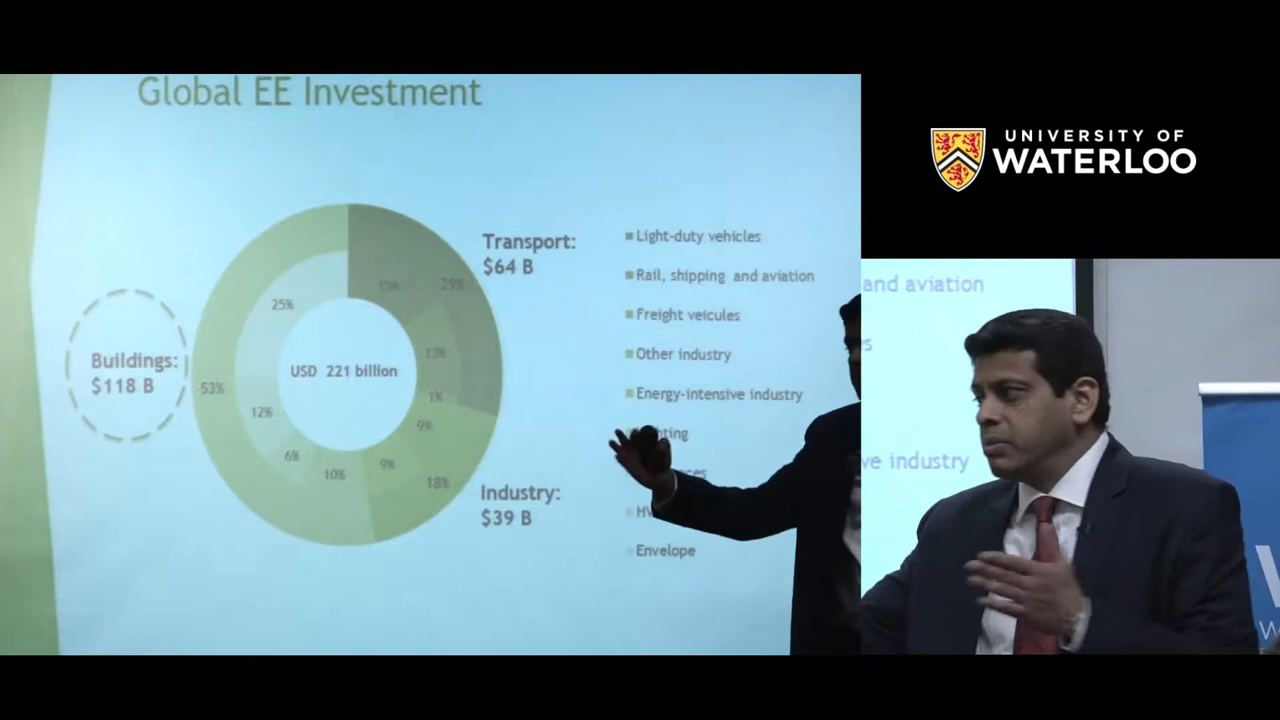 Global EE Investment
Transport:
$64 B
Light-duty vehicles
Rail, shipping and aviation
Freight veicules
Other industry
Energy-intensive industry
Envelope
29%
13%
1%
9%
9%
18%
10%
6%
12%
25%
53%
USD 221 billion
Buildings:
$118 B
Industry:
$39 B
UNIVERSITY OF
WATERLOO
and aviation
industry